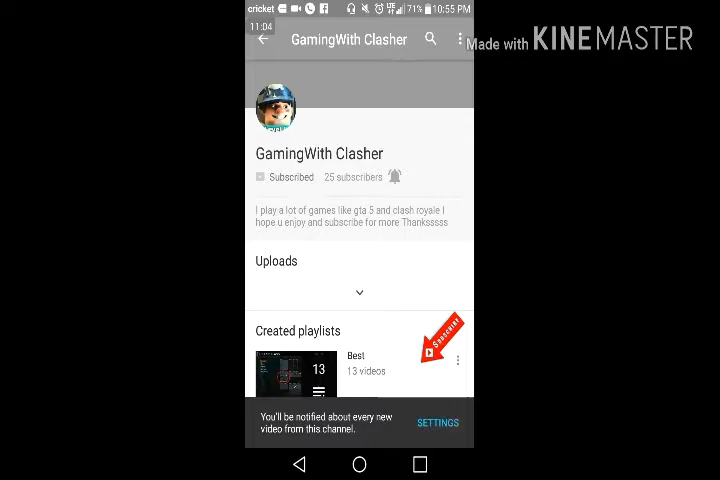 cricket 71% 10:55 PM
11:04
GamingWith Clasher
Made with KINEMASTER
GamingWith Clasher
Subscribed 25 subscribers
I play a lot of games like gta 5 and clash royale I
hope u enjoy and subscribe for more Thanksssss
Uploads
Created playlists
Subscribe
Best
13
13 videos
You'll be notified about every new
video from this channel.
SETTINGS